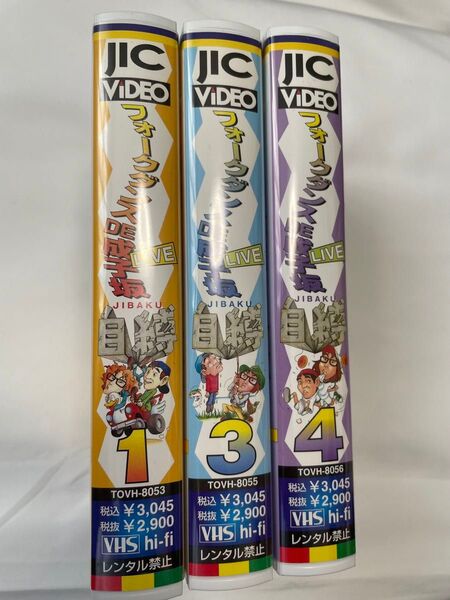 JIC
ViDEO
フォークダンスDE成子坂
LIVE
JIBAKU
自縛
1
TOVH-8053
税込 ¥3,045
税抜 ¥2,900
VHS hi-fi
レンタル禁止
JIC
ViDEO
フォークダンスDE成子坂
LIVE
JIBAKU
自縛
3
TOVH-8055
税込 ¥3,045
税抜 ¥2,900
VHS hi-fi
レンタル禁止
JIC
ViDEO
フォークダンスDE成子坂
LIVE
JIBAKU
自縛
4
TOVH-8056
税込 ¥3,045
税抜 ¥2,900
VHS hi-fi
レンタル禁止